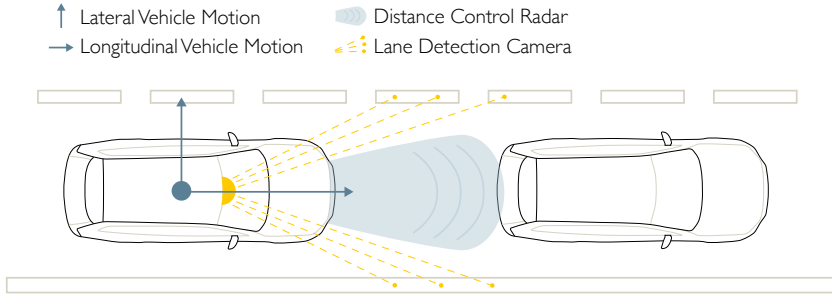 Lateral Vehicle Motion
Distance Control Radar
Longitudinal Vehicle Motion
Lane Detection Camera